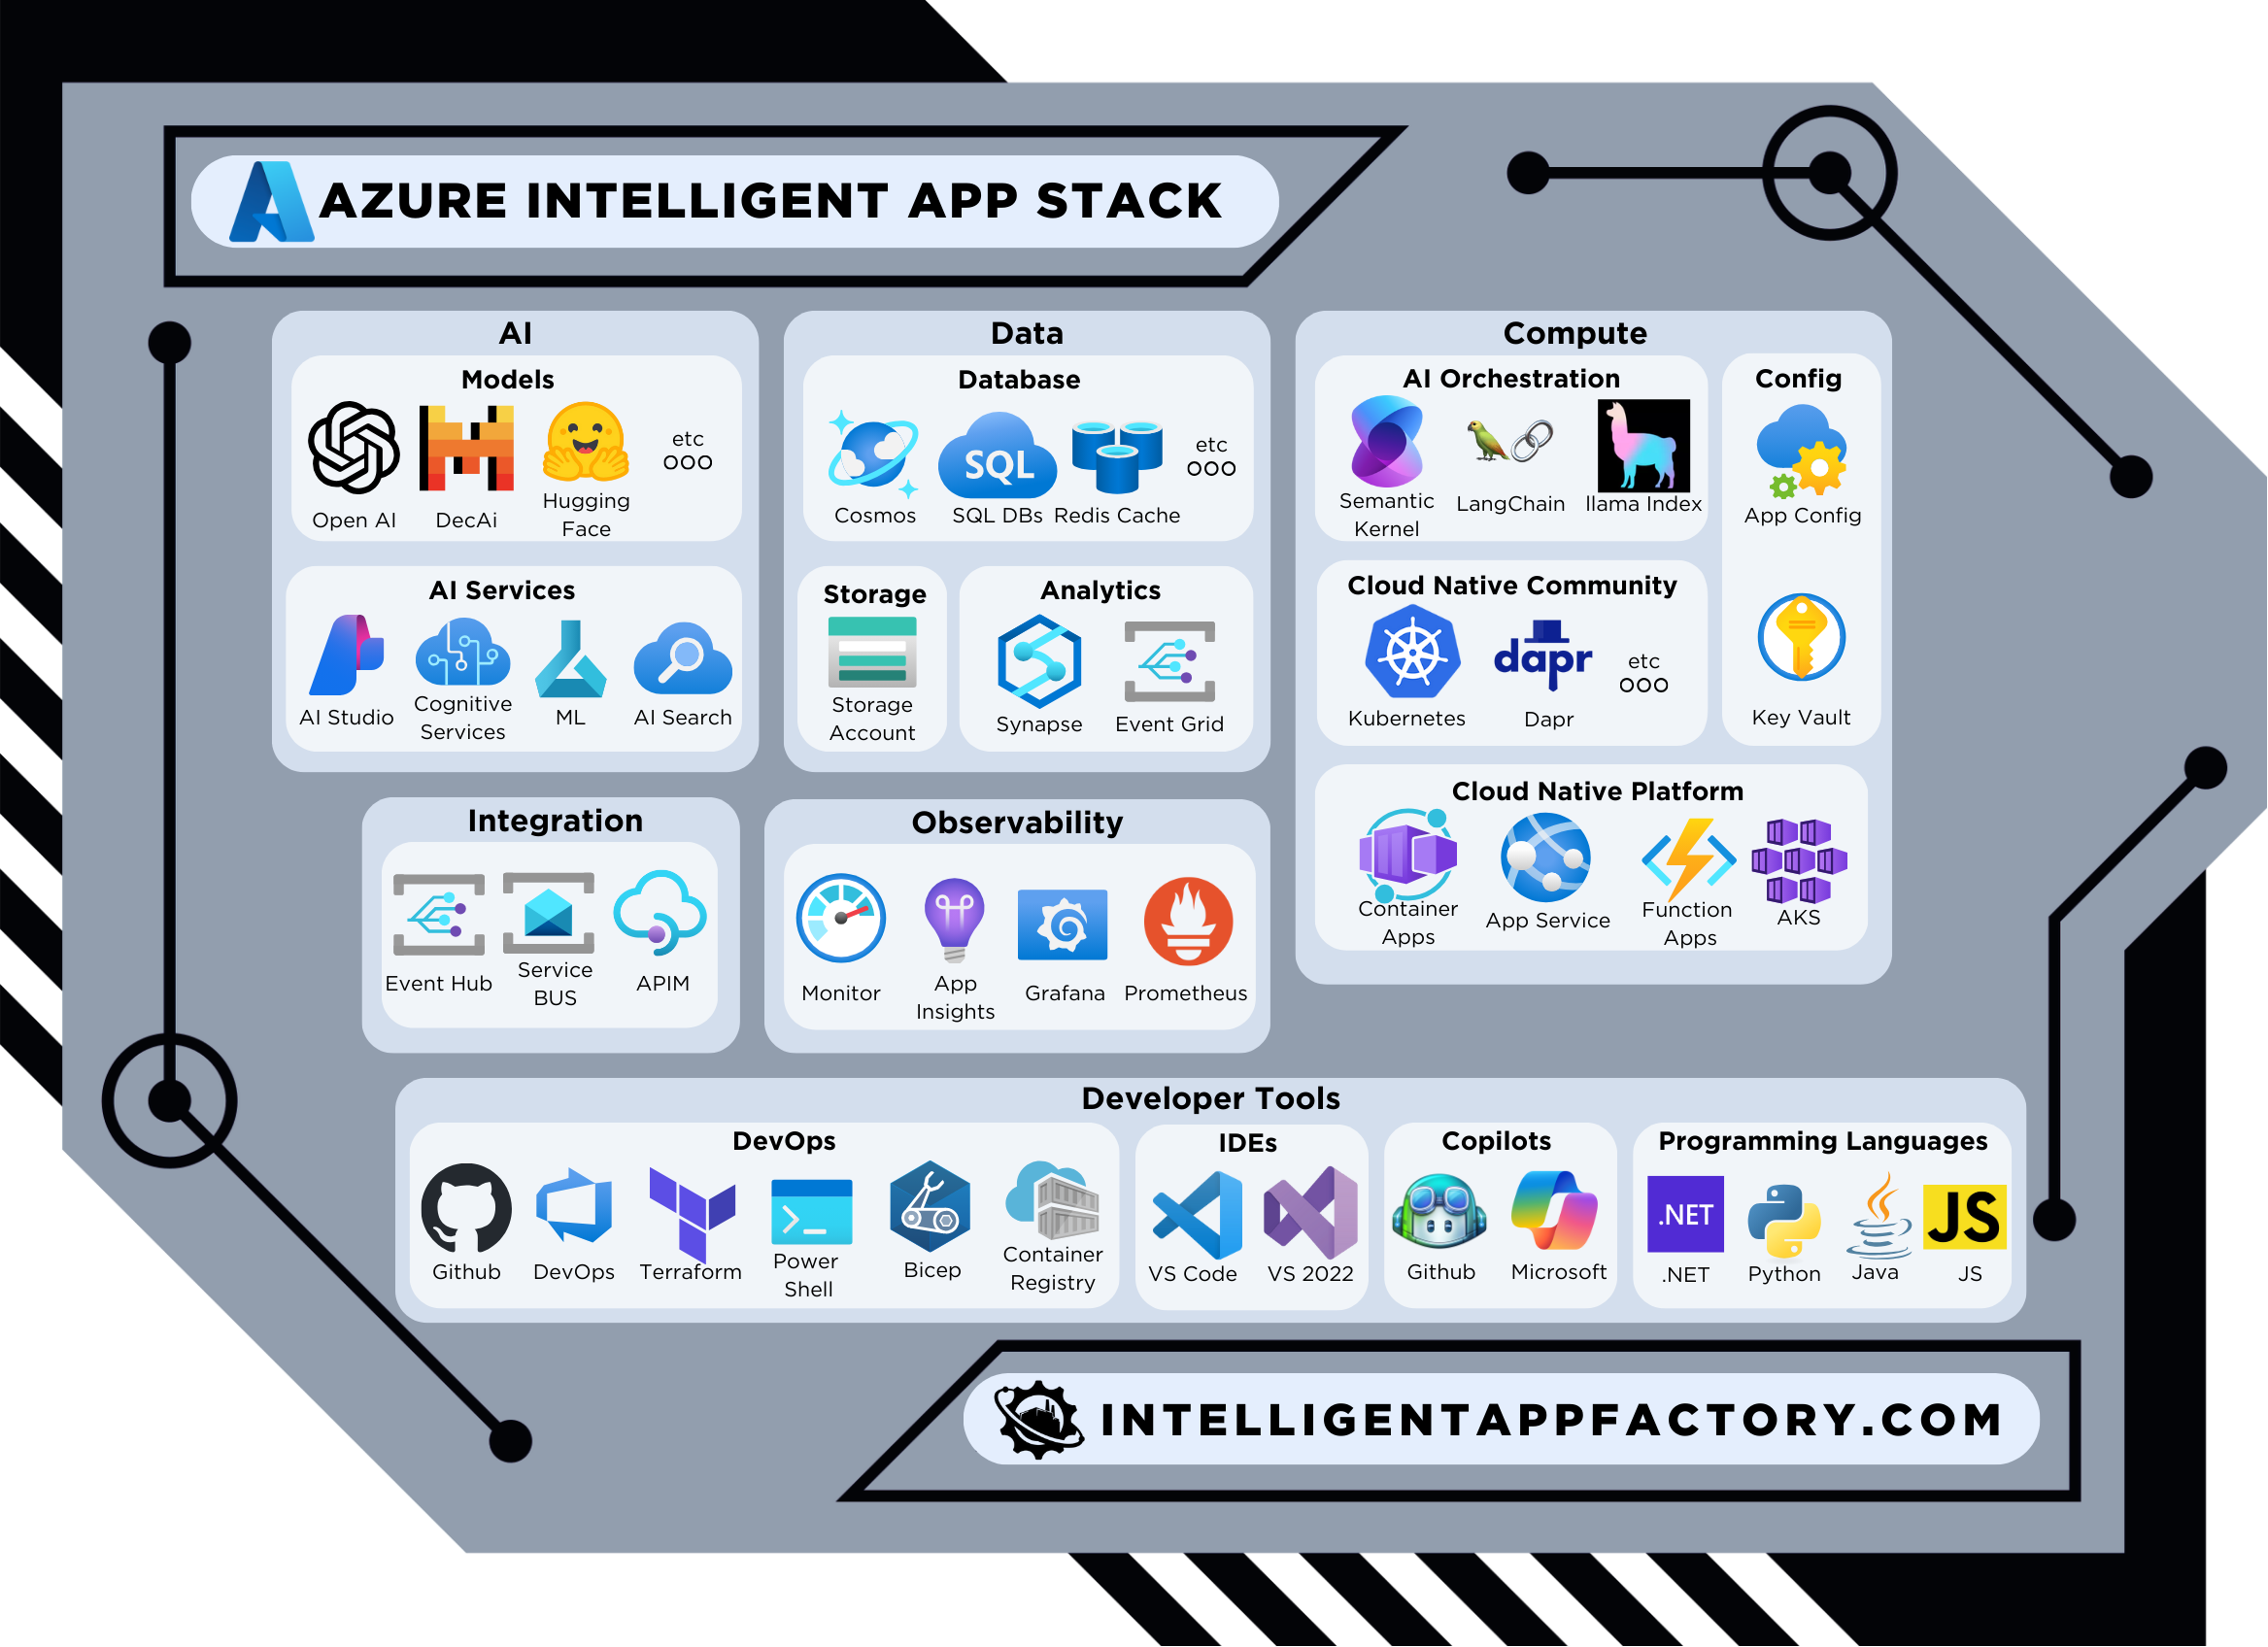 AZURE INTELLIGENT APP STACK
AI
Models
Open AI
DecAi
Hugging
Face
etc
AI Services
AI Studio
Cognitive
Services
ML
AI Search
Data
Database
Cosmos
SQL
SQL DBs
Redis Cache
etc
Storage
Storage
Account
Analytics
Synapse
Event Grid
Compute
AI Orchestration
Semantic
Kernel
LangChain
llama Index
Config
App Config
Key Vault
Cloud Native Community
Kubernetes
dapr
Dapr
etc
Cloud Native Platform
Container
Apps
App Service
Function
Apps
AKS
Integration
Event Hub
Service
BUS
APIM
Observability
Monitor
App
Insights
Grafana
Prometheus
Developer Tools
DevOps
Github
DevOps
Terraform
Power
Shell
Bicep
Container
Registry
IDEs
VS Code
VS 2022
Copilots
Github
Microsoft
Programming Languages
.NET
.NET
Python
Java
JS
JS
INTELLIGENTAPPFACTORY.COM